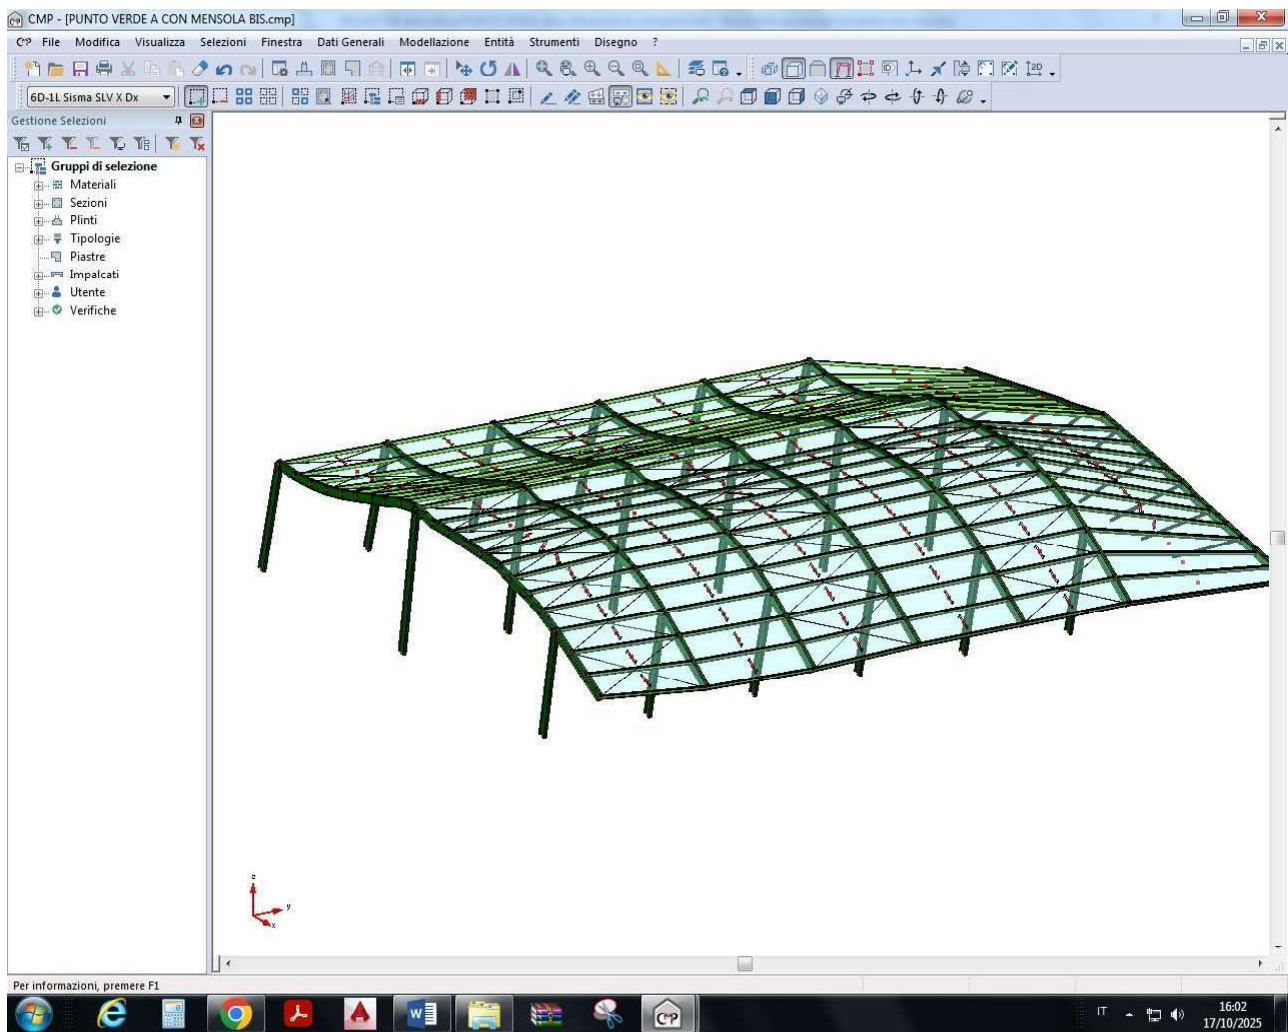 CMP - [PUNTO VERDE A CON MENSOLA BIS.cmp]
File Modifica Visualizza Selezioni Finestra Dati Generali Modellazione Entità Strumenti Disegno ?
6D-1L Sisma SLV X Dx
Gestione Selezioni
Gruppi di selezione
Materiali
Sezioni
Plinti
Tipologie
Piastre
Impalcati
Utente
Verifiche
z
y
x
Per informazioni, premere F1
IT
16:02
17/10/2025